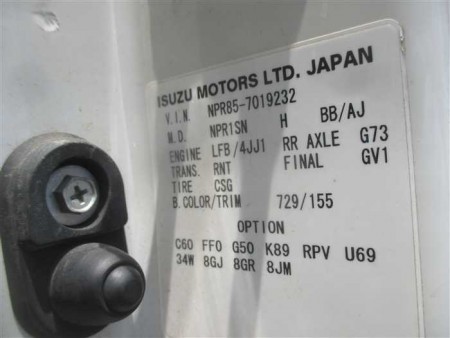 ISUZU MOTORS LTD. JAPAN
V.I.N. NPR85-7019232
M.D. NPR1SN H BB/AJ
ENGINE LFB/4JJ1 RR AXLE G73
TRANS. RNT FINAL GV1
TIRE CSG
B.COLOR/TRIM 729/155
OPTION
C60 FF0 G50 K89 RPV U69
34W 8GJ 8GR 8JM